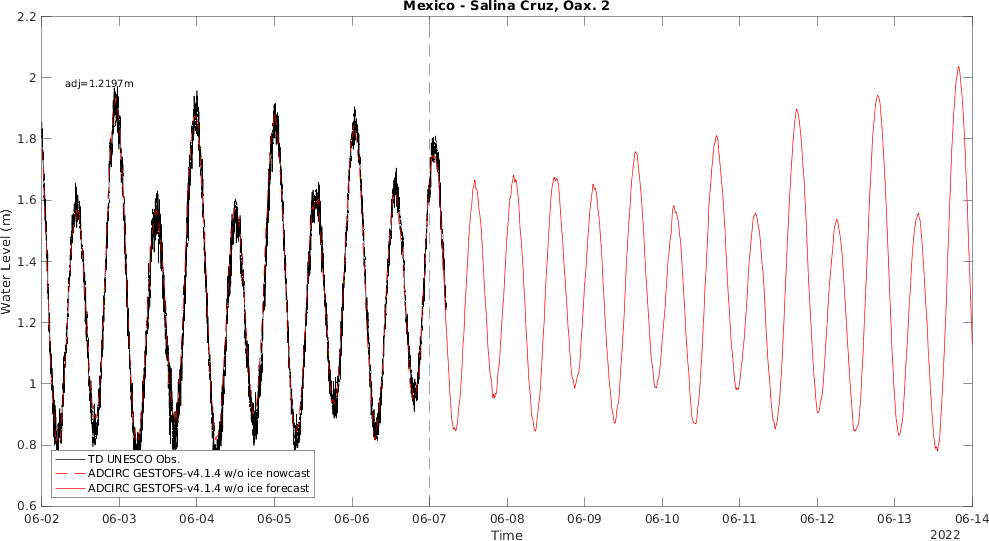 Mexico - Salina Cruz, Oax. 2
2.2
2
1.8
1.6
1.4
1.2
1
0.8
0.6
Water Level (m)
adj=1.2197m
TD UNESCO Obs.
ADCIRC GESTOFS-v4.1.4 w/o ice nowcast
ADCIRC GESTOFS-v4.1.4 w/o ice forecast
06-02 06-03 06-04 06-05 06-06 06-07 06-08 06-09 06-10 06-11 06-12 06-13 06-14
Time
2022